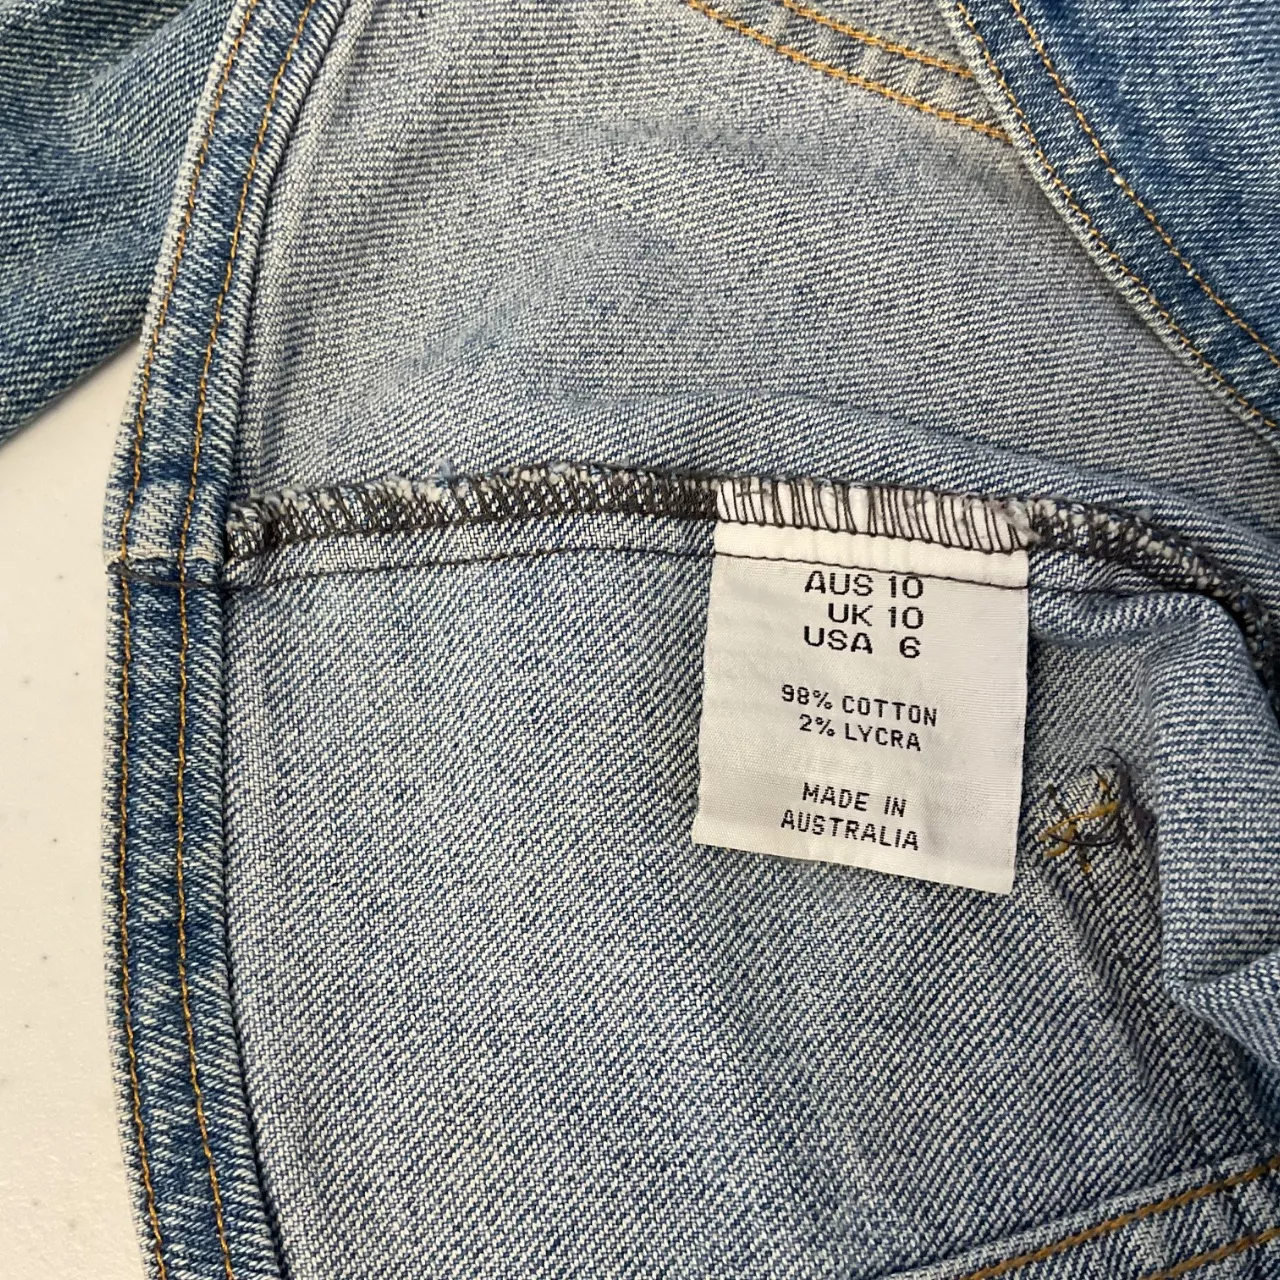 AUS 10
UK 10
USA 6
98% COTTON
2% LYCRA
MADE IN
AUSTRALIA